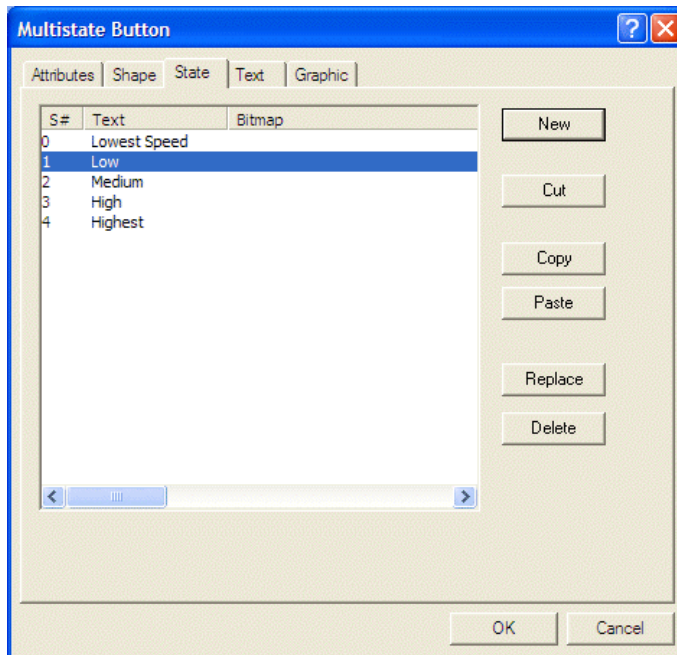 Multistate Button
Attributes Shape State Text Graphic
S# Text Bitmap
0 Lowest Speed
1 Low
2 Medium
3 High
4 Highest
New
Cut
Copy
Paste
Replace
Delete
OK Cancel